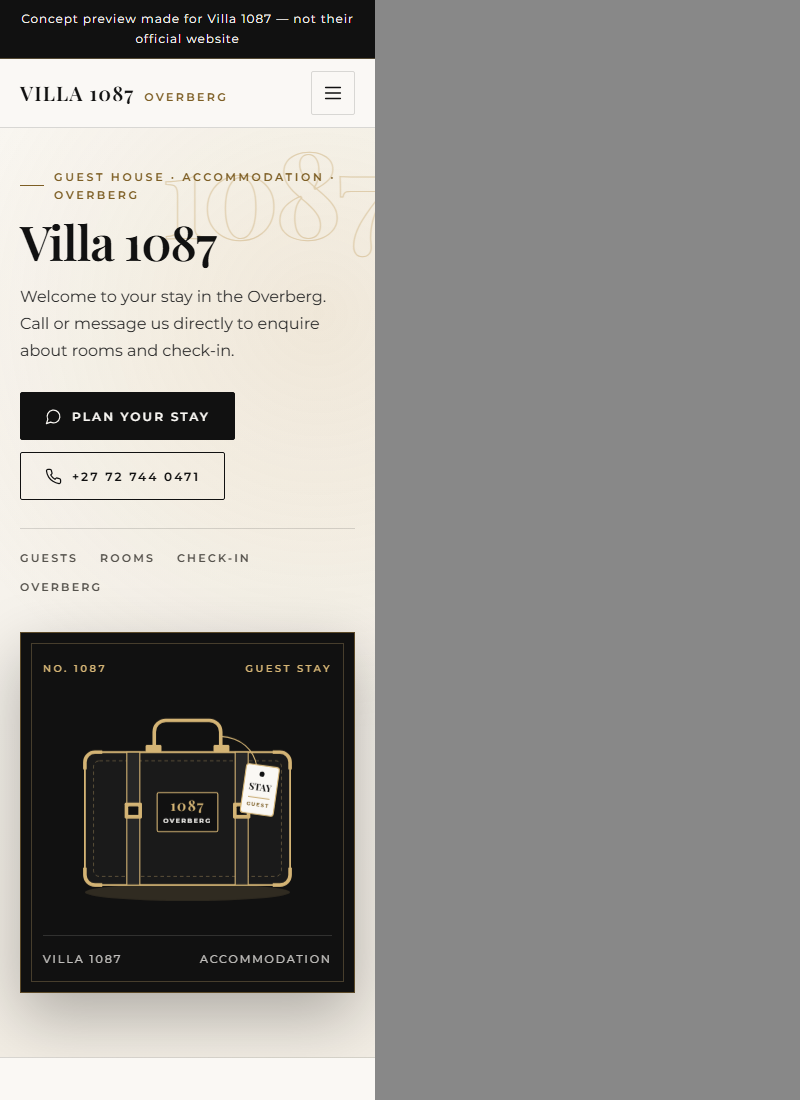 Concept preview made for Villa 1087 — not their
official website
VILLA 1087 OVERBERG
1087
GUEST HOUSE · ACCOMMODATION ·
OVERBERG
Villa 1087
Welcome to your stay in the Overberg.
Call or message us directly to enquire
about rooms and check-in.
PLAN YOUR STAY
+27 72 744 0471
GUESTS ROOMS CHECK-IN
OVERBERG
NO. 1087 GUEST STAY
STAY
GUEST
1087
OVERBERG
VILLA 1087 ACCOMMODATION